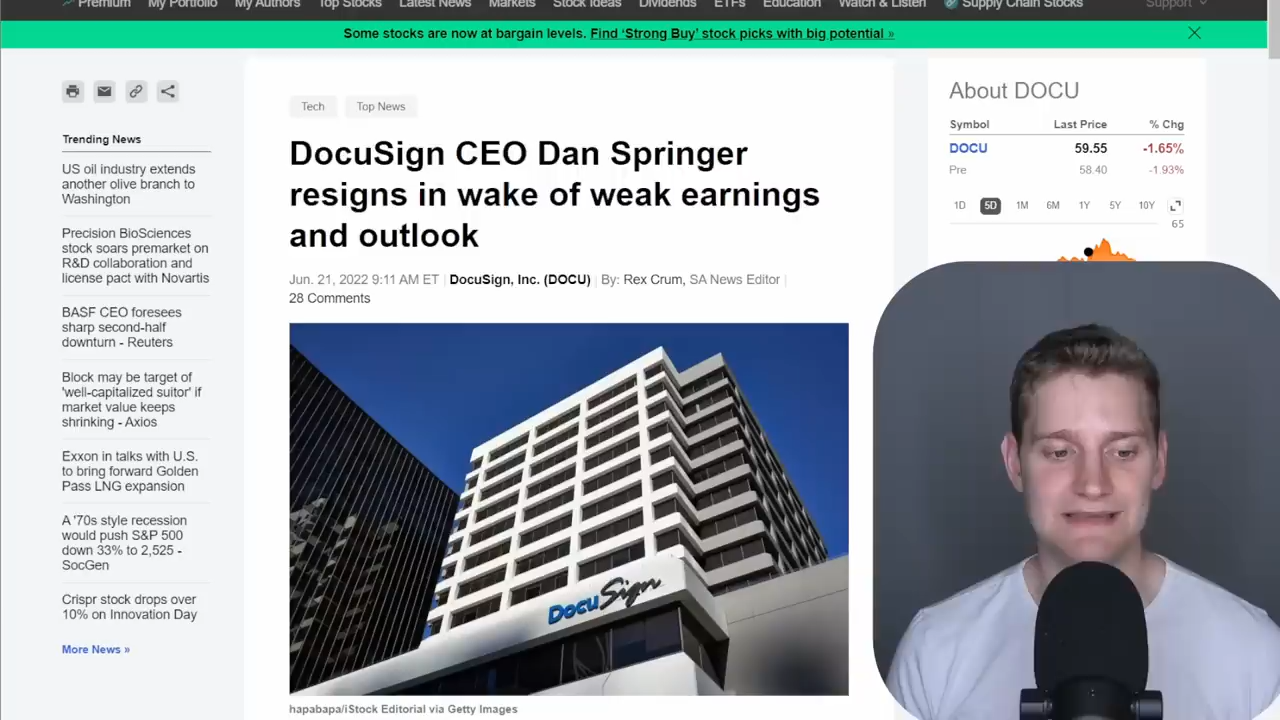 Premium My Portfolio My Authors Top Stocks Latest News Markets Stock Ideas Dividends ETFs Education Watch & Listen Supply Chain Stocks Support
Some stocks are now at bargain levels. Find ‘Strong Buy’ stock picks with big potential »
Trending News
US oil industry extends
another olive branch to
Washington
Precision BioSciences
stock soars premarket on
R&D collaboration and
license pact with Novartis
BASF CEO foresees
sharp second-half
downturn - Reuters
Block may be target of
'well-capitalized suitor' if
market value keeps
shrinking - Axios
Exxon in talks with U.S.
to bring forward Golden
Pass LNG expansion
A '70s style recession
would push S&P 500
down 33% to 2,525 -
SocGen
Crispr stock drops over
10% on Innovation Day
More News »
Tech Top News
DocuSign CEO Dan Springer
resigns in wake of weak earnings
and outlook
Jun. 21, 2022 9:11 AM ET | DocuSign, Inc. (DOCU) | By: Rex Crum, SA News Editor |
28 Comments
DocuSign
hapabapa/iStock Editorial via Getty Images
About DOCU
Symbol Last Price % Chg
DOCU 59.55 -1.65%
Pre 58.40 -1.93%
1D 5D 1M 6M 1Y 5Y 10Y
65